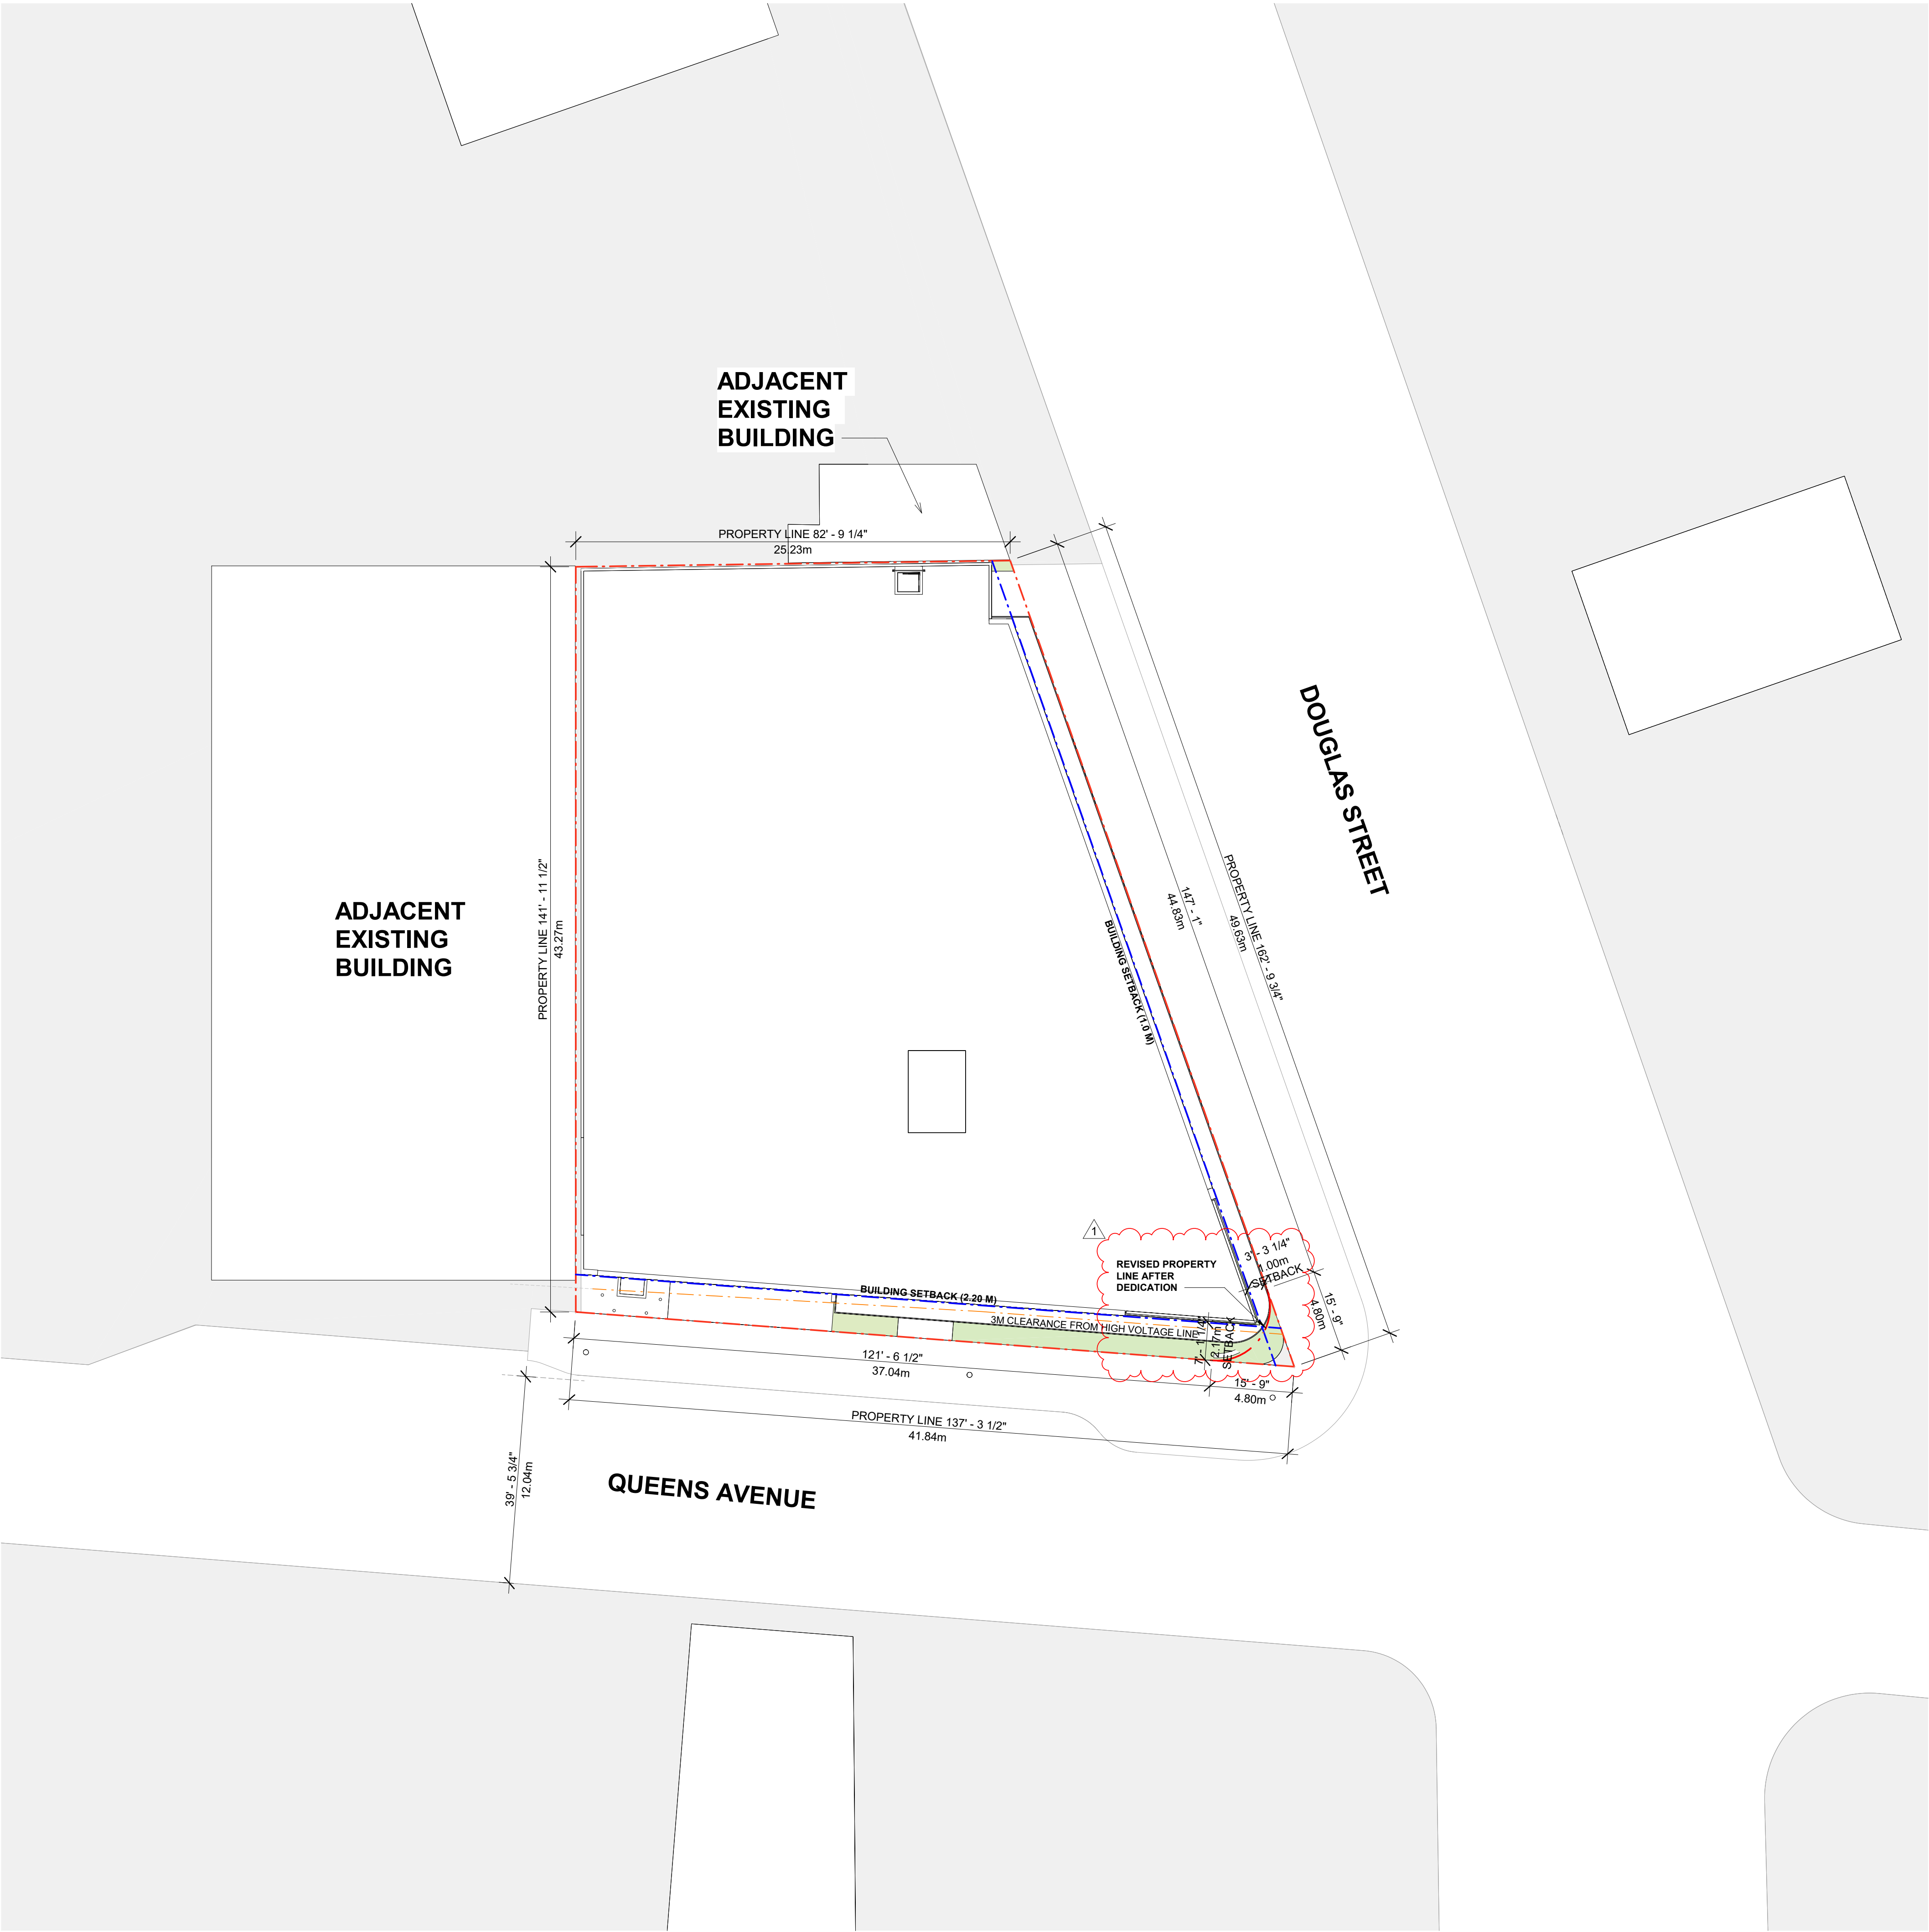 ADJACENT
EXISTING
BUILDING
PROPERTY LINE 82' - 9 1/4"
25.23m
DOUGLAS STREET
PROPERTY LINE 162' - 9 3/4"
49.63m
147' - 1"
44.83m
BUILDING SETBACK (1.0 M)
PROPERTY LINE 141' - 11 1/2"
43.27m
ADJACENT
EXISTING
BUILDING
1
REVISED PROPERTY
LINE AFTER
DEDICATION
3' - 3 1/4"
1.00m
SETBACK
15' - 9"
4.80m
BUILDING SETBACK (2.20 M)
3M CLEARANCE FROM HIGH VOLTAGE LINE
7' - 1 1/4"
2.17m
SETBACK
121' - 6 1/2"
37.04m
15' - 9"
4.80m
PROPERTY LINE 137' - 3 1/2"
41.84m
39' - 5 3/4"
12.04m
QUEENS AVENUE